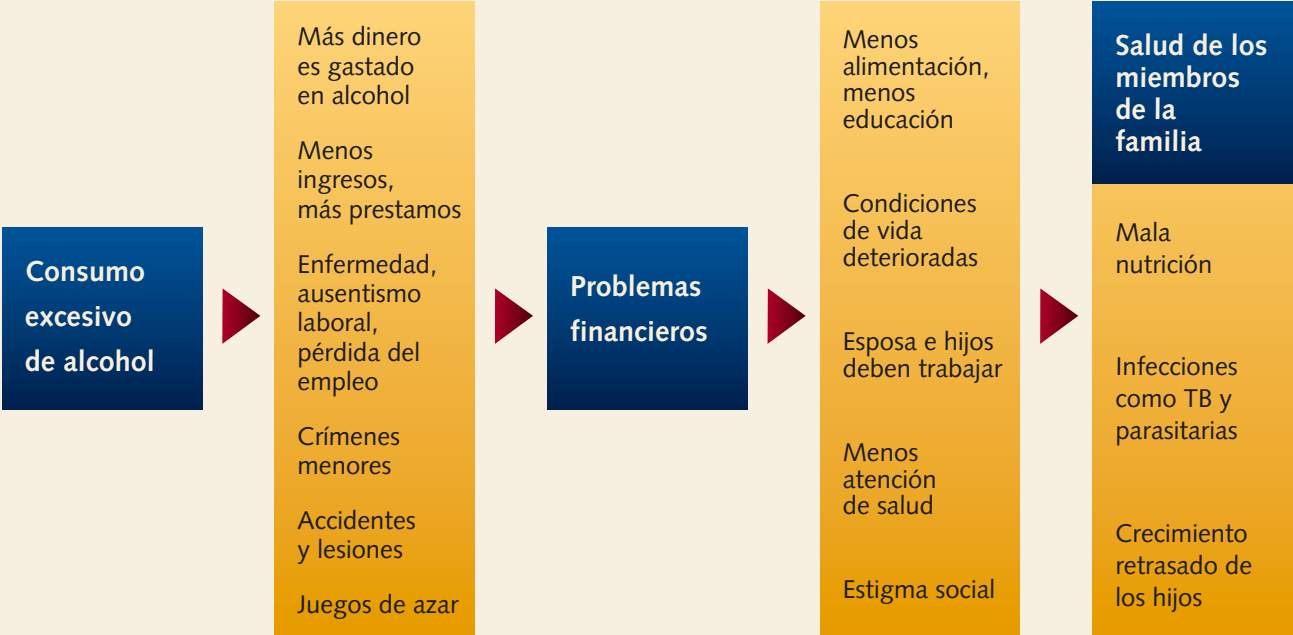 Consumo
excesivo
de alcohol
Más dinero
es gastado
en alcohol
Menos
ingresos,
más prestamos
Enfermedad,
ausentismo
laboral,
pérdida del
empleo
Crímenes
menores
Accidentes
y lesiones
Juegos de azar
Problemas
financieros
Menos
alimentación,
menos
educación
Condiciones
de vida
deterioradas
Esposa e hijos
deben trabajar
Menos
atención
de salud
Estigma social
Salud de los
miembros
de la
familia
Mala
nutrición
Infecciones
como TB y
parasitarias
Crecimiento
retrasado de
los hijos